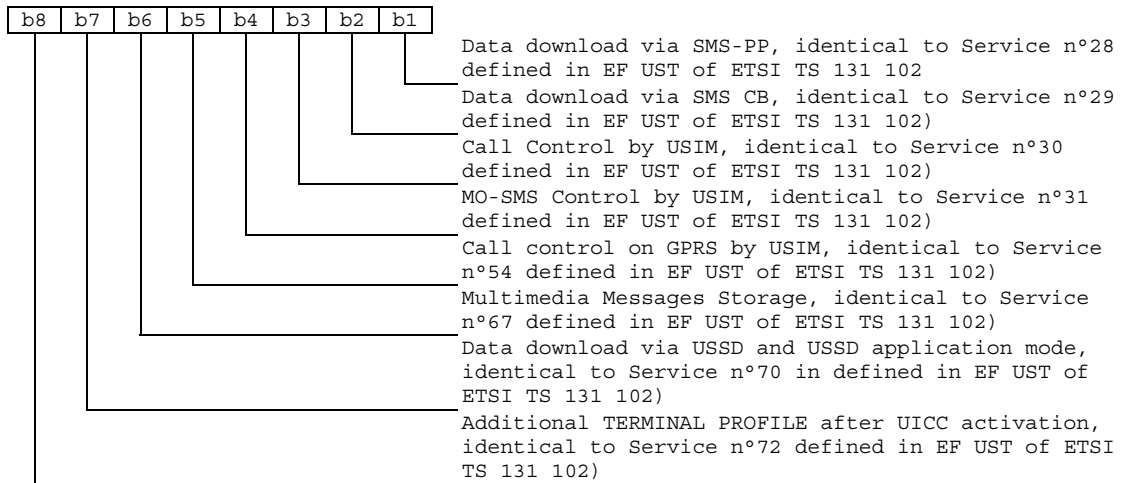 b8 b7 b6 b5 b4 b3 b2 b1
Data download via SMS-PP, identical to Service n°28
defined in EF UST of ETSI TS 131 102
Data download via SMS CB, identical to Service n°29
defined in EF UST of ETSI TS 131 102)
Call Control by USIM, identical to Service n°30
defined in EF UST of ETSI TS 131 102)
MO-SMS Control by USIM, identical to Service n°31
defined in EF UST of ETSI TS 131 102)
Call control on GPRS by USIM, identical to Service
n°54 defined in EF UST of ETSI TS 131 102)
Multimedia Messages Storage, identical to Service
n°67 defined in EF UST of ETSI TS 131 102)
Data download via USSD and USSD application mode,
identical to Service n°70 in defined in EF UST of
ETSI TS 131 102)
Additional TERMINAL PROFILE after UICC activation,
identical to Service n°72 defined in EF UST of ETSI
TS 131 102)